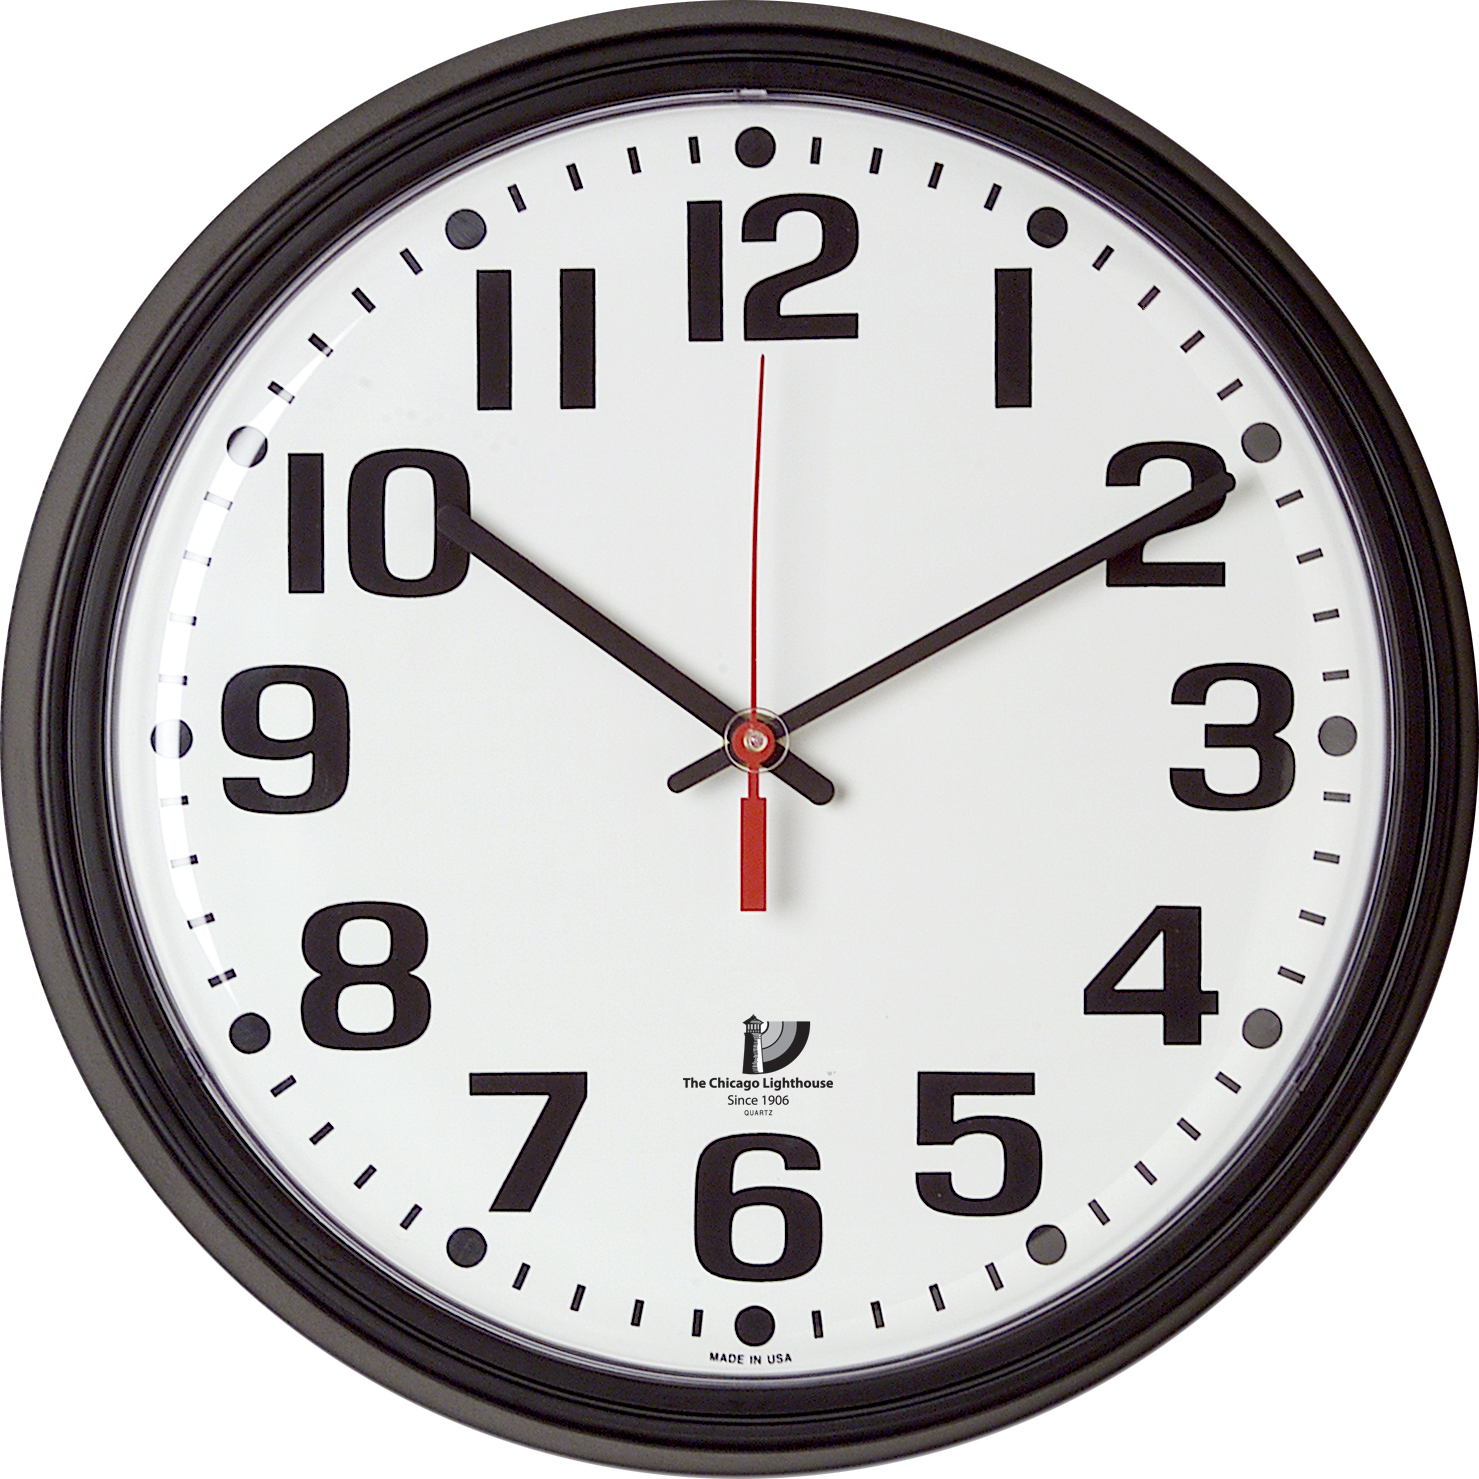 12
11 1
10 2
9 3
8 4
The Chicago Lighthouse
Since 1906
QUARTZ
7 5
6
MADE IN USA